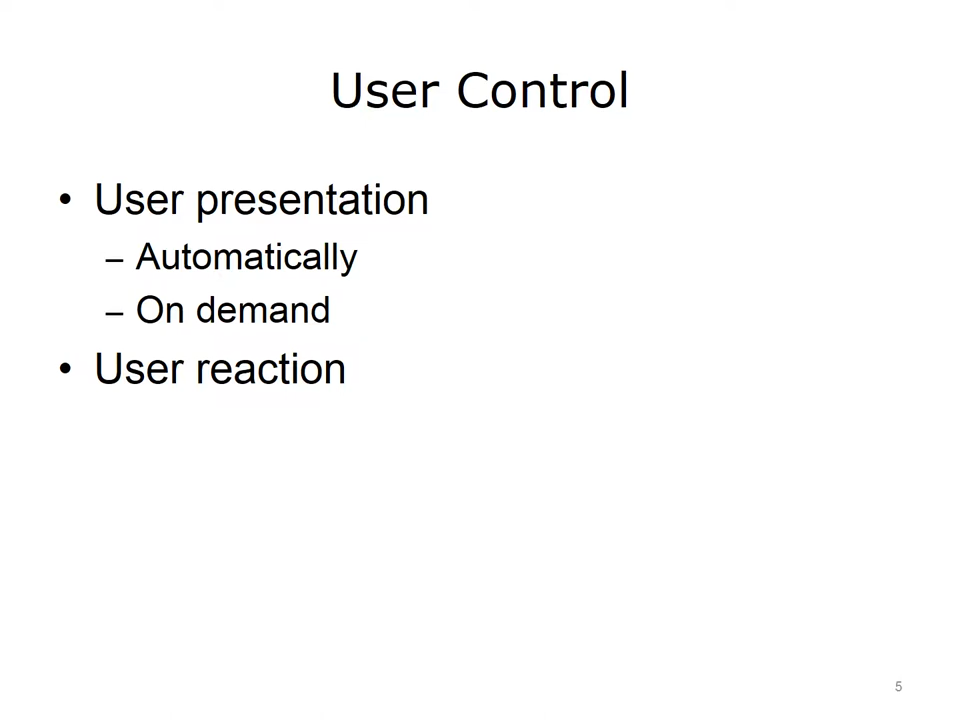 User Control
• User presentation
– Automatically
– On demand
• User reaction
5